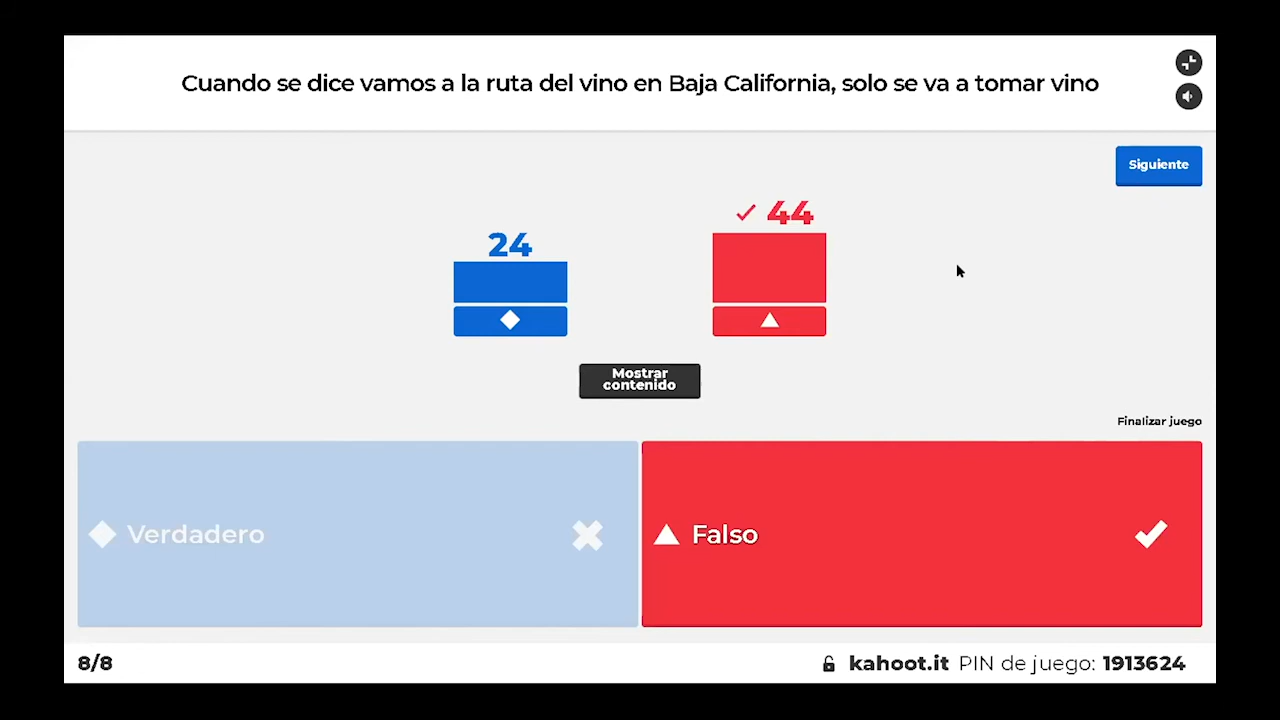 Cuando se dice vamos a la ruta del vino en Baja California, solo se va a tomar vino
Siguiente
24
44
Mostrar
contenido
Finalizar juego
Verdadero
Falso
8/8
kahoot.it PIN de juego: 1913624